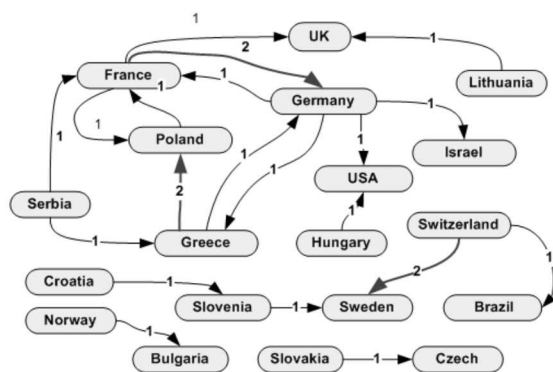 1
UK
2
1
France
1
1
Germany
Lithuania
1
1
1
Poland
1
1
Israel
1
USA
2
1
Serbia
1
Switzerland
1
Greece
Hungary
1
2
Croatia
1
Slovenia
1
Sweden
Brazil
Norway
1
Bulgaria
Slovakia
1
Czech